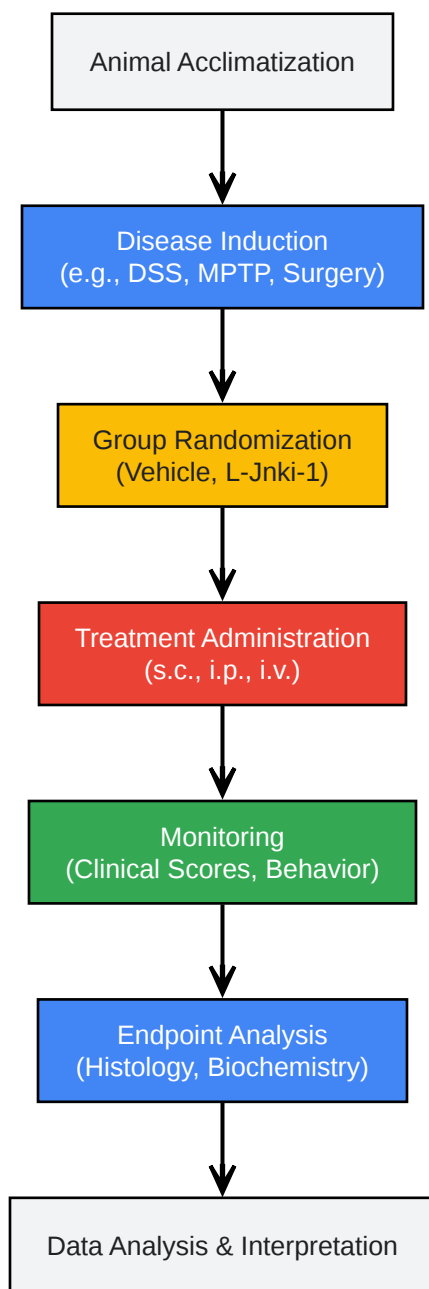 Animal Acclimatization
Disease Induction
(e.g., DSS, MPTP, Surgery)
Group Randomization
(Vehicle, L-Jnki-1)
Treatment Administration
(s.c., i.p., i.v.)
Monitoring
(Clinical Scores, Behavior)
Endpoint Analysis
(Histology, Biochemistry)
Data Analysis & Interpretation